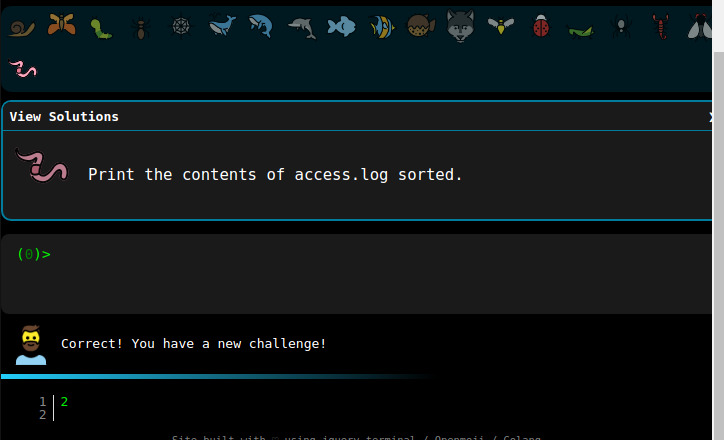 View Solutions
Print the contents of access.log sorted.
(0)>
Correct! You have a new challenge!
1 2
2
Site built with using jquery.terminal / Openmoji / Golang